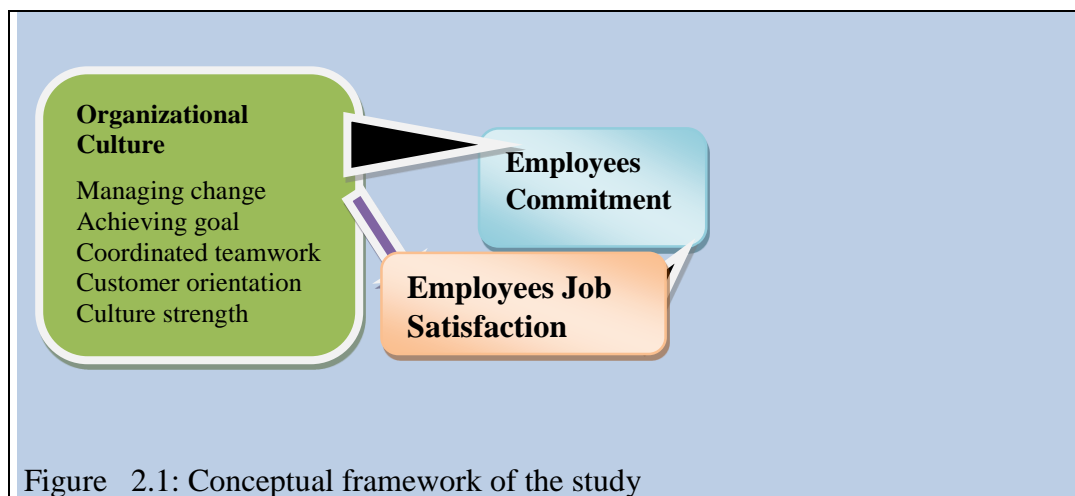 Organizational
Culture
Managing change
Achieving goal
Coordinated teamwork
Customer orientation
Culture strength
Employees
Commitment
Employees Job
Satisfaction
Figure 2.1: Conceptual framework of the study